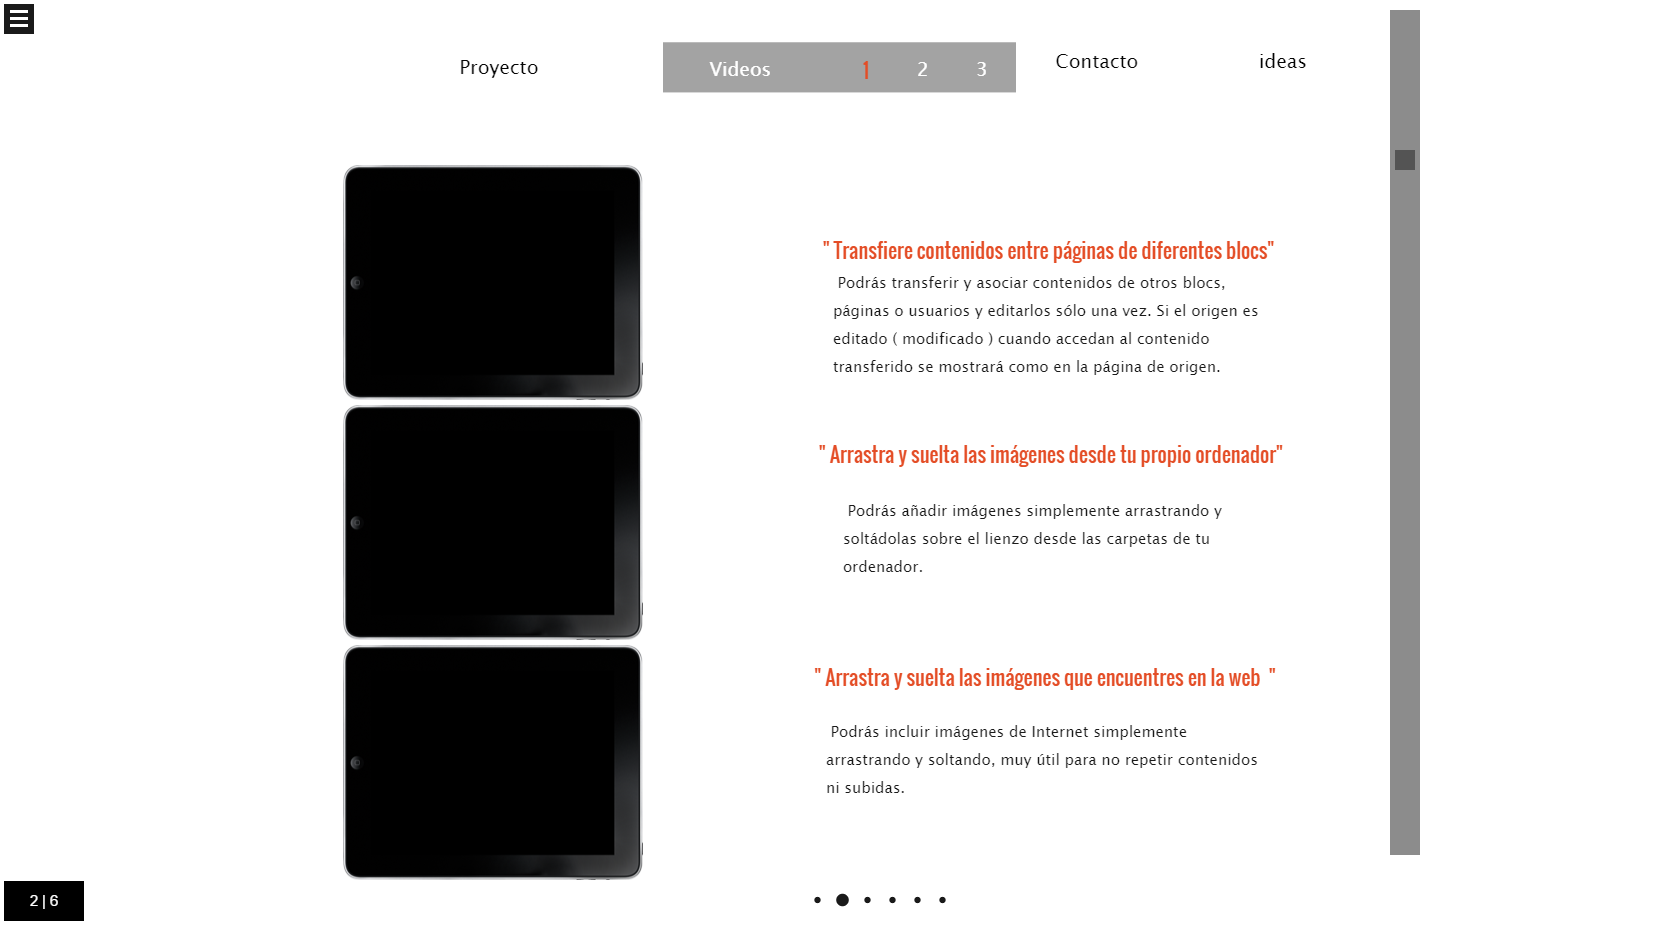 Proyecto
Videos 1 2 3
Contacto
ideas
" Transfiere contenidos entre páginas de diferentes blocs"
Podrás transferir y asociar contenidos de otros blocs,
páginas o usuarios y editarlos sólo una vez. Si el origen es
editado ( modificado ) cuando accedan al contenido
transferido se mostrará como en la página de origen.
" Arrastra y suelta las imágenes desde tu propio ordenador"
Podrás añadir imágenes simplemente arrastrando y
soltádolas sobre el lienzo desde las carpetas de tu
ordenador.
" Arrastra y suelta las imágenes que encuentres en la web "
Podrás incluir imágenes de Internet simplemente
arrastrando y soltando, muy útil para no repetir contenidos
ni subidas.
2 | 6